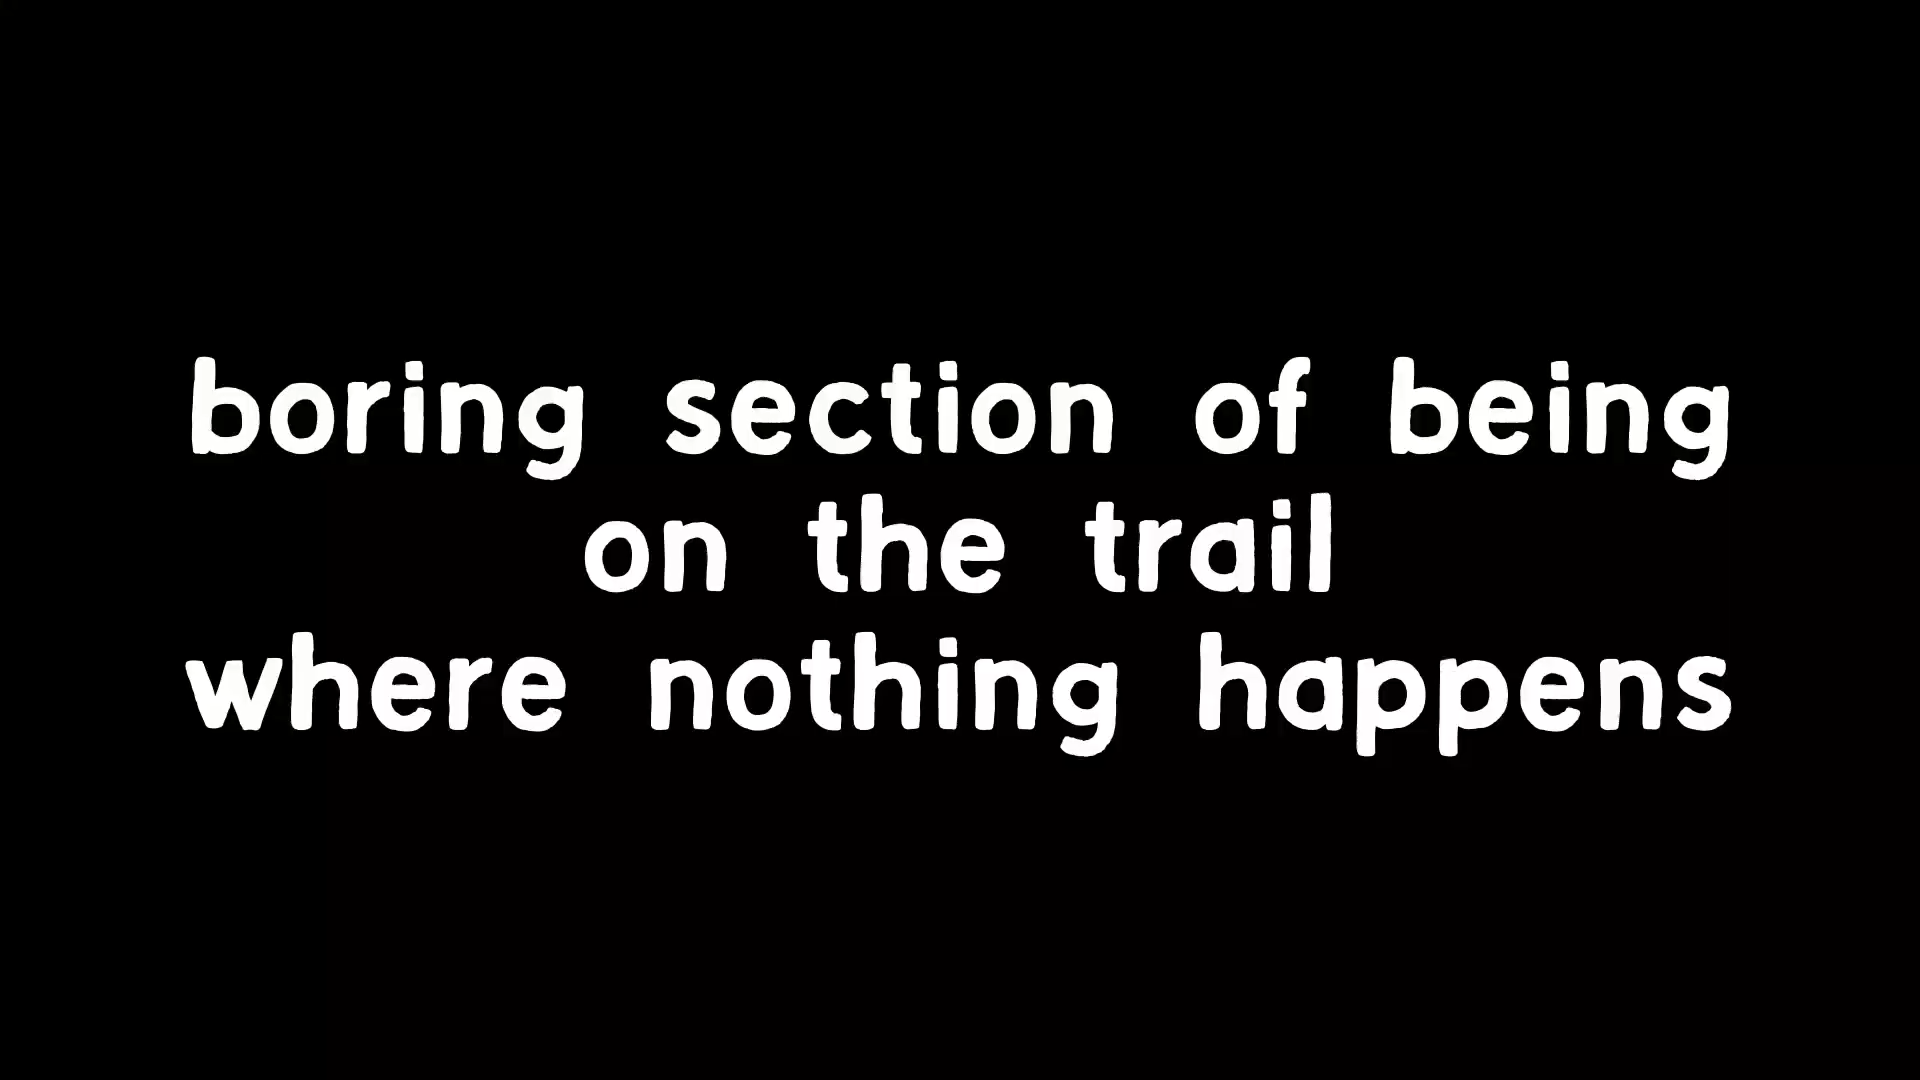 boring section of being
on the trail
where nothing happens